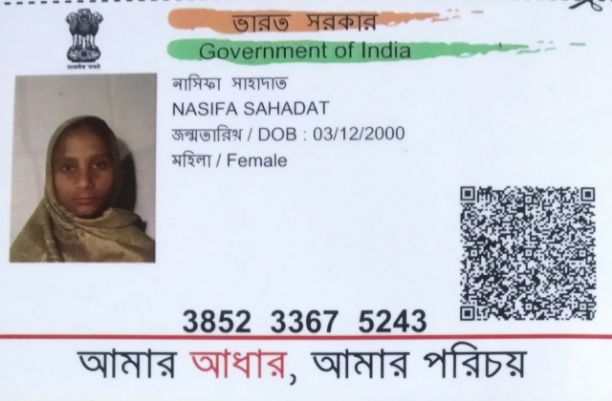 ভারত সরকার
Government of India
নাসিফা সাহাদাত
NASIFA SAHADAT
জন্মতারিখ / DOB : 03/12/2000
মহিলা / Female
3852 3367 5243
আমার আধার, আমার পরিচয়